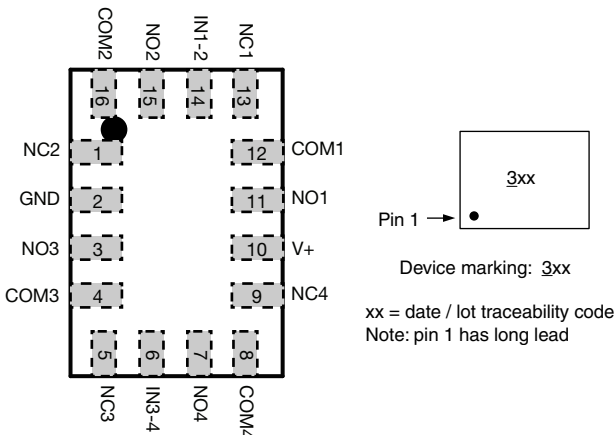 COM2
NO2
IN1-2
NC1
16
15
14
13
NC2
1
12
COM1
GND
2
11
NO1
NO3
3
10
V+
COM3
4
9
NC4
5
6
7
8
NC3
IN3-4
NO4
COM4
3xx
Pin 1
Device marking: 3xx
xx = date / lot traceability code
Note: pin 1 has long lead